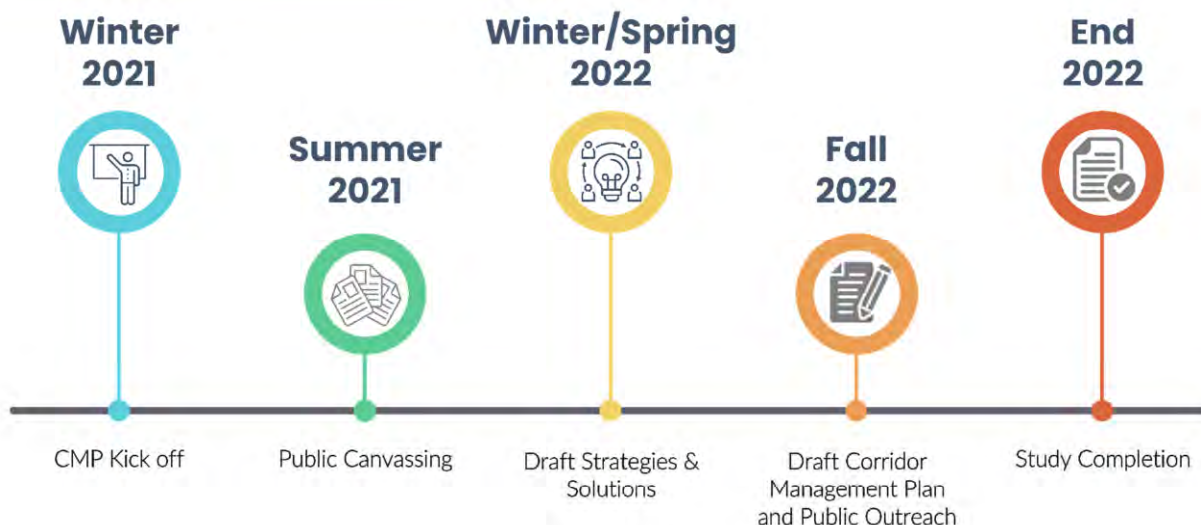 Winter
2021
Summer
2021
Winter/Spring
2022
Fall
2022
End
2022
CMP Kick off
Public Canvassing
Draft Strategies &
Solutions
Draft Corridor
Management Plan
and Public Outreach
Study Completion